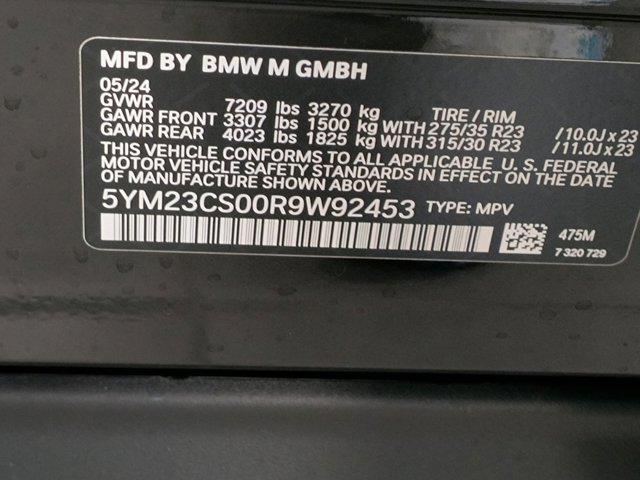 MFD BY BMW M GMBH
05/24
GVWR 7209 lbs 3270 kg TIRE / RIM
GAWR FRONT 3307 lbs 1500 kg WITH 275/35 R23 /10.0J x 23
GAWR REAR 4023 lbs 1825 kg WITH 315/30 R23 /11.0J x 23
THIS VEHICLE CONFORMS TO ALL APPLICABLE U. S. FEDERAL
MOTOR VEHICLE SAFETY STANDARDS IN EFFECT ON THE DATE
OF MANUFACTURE SHOWN ABOVE.
5YM23CS00R9W92453 TYPE: MPV
475M
7 320 729